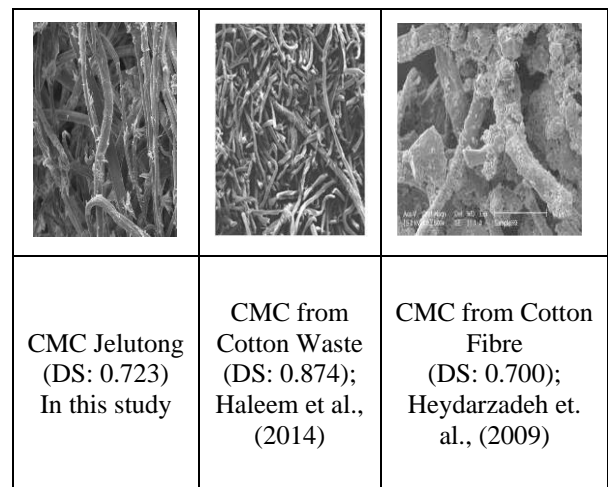 CMC Jelutong
(DS: 0.723)
In this study
CMC from
Cotton Waste
(DS: 0.874);
Haleem et al.,
(2014)
CMC from Cotton
Fibre
(DS: 0.700);
Heydarzadeh et.
al., (2009)